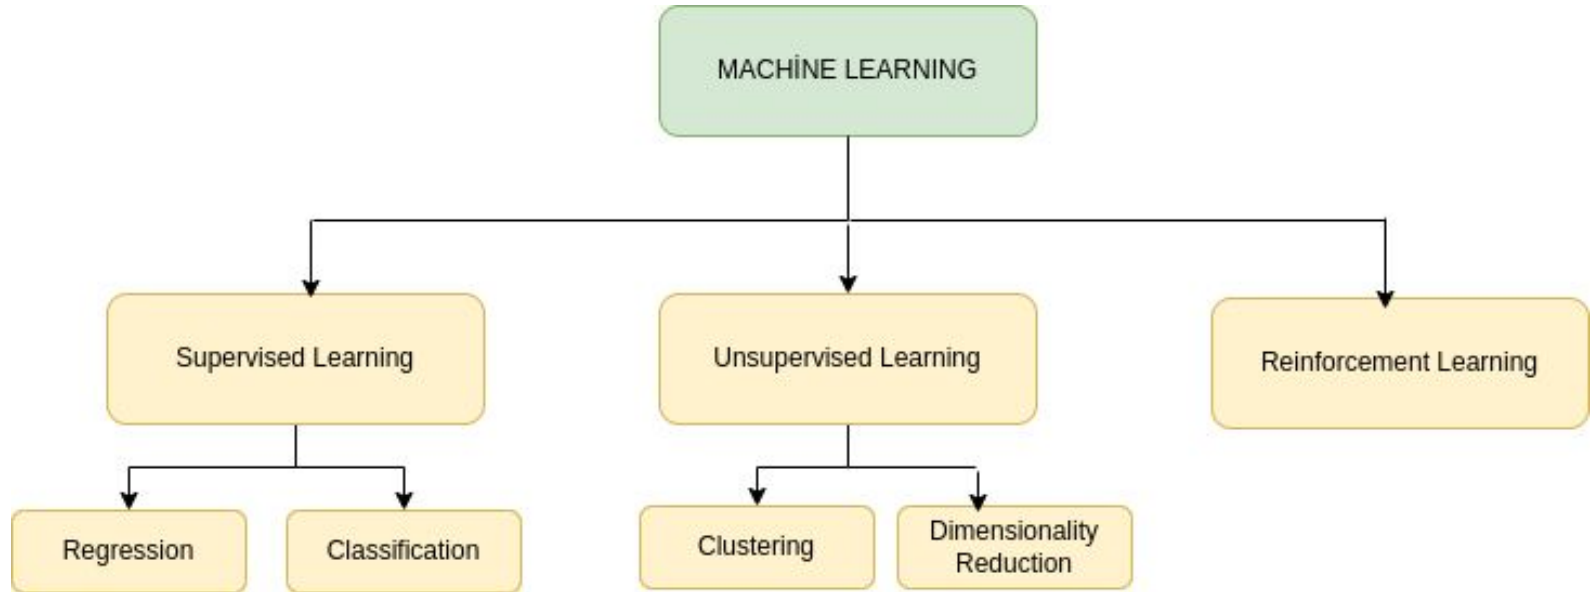 MACHİNE LEARNING
Supervised Learning
Unsupervised Learning
Reinforcement Learning
Regression
Classification
Clustering
Dimensionality
Reduction